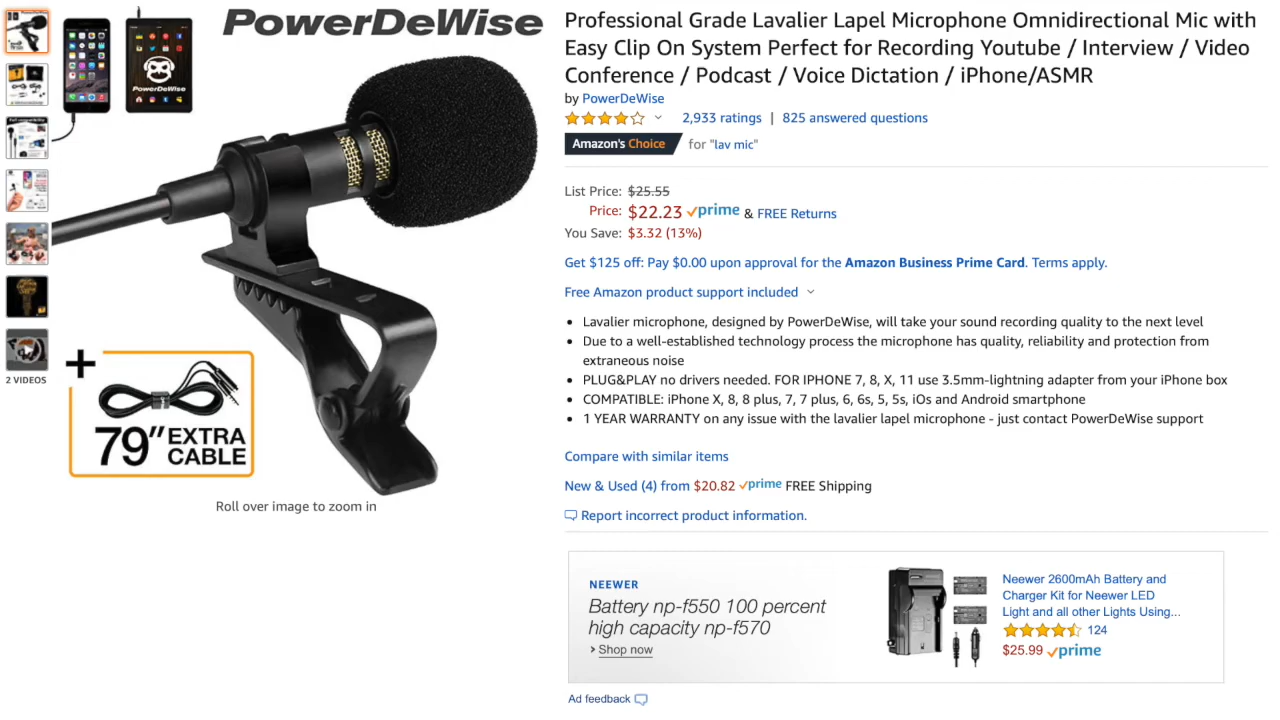 PowerDeWise
PowerDeWise
+
79" EXTRA
CABLE
2 VIDEOS
Roll over image to zoom in
Professional Grade Lavalier Lapel Microphone Omnidirectional Mic with
Easy Clip On System Perfect for Recording Youtube / Interview / Video
Conference / Podcast / Voice Dictation / iPhone/ASMR
by PowerDeWise
2,933 ratings | 825 answered questions
Amazon's Choice for "lav mic"
List Price: $25.55
Price: $22.23 prime & FREE Returns
You Save: $3.32 (13%)
Get $125 off: Pay $0.00 upon approval for the Amazon Business Prime Card. Terms apply.
Free Amazon product support included
• Lavalier microphone, designed by PowerDeWise, will take your sound recording quality to the next level
• Due to a well-established technology process the microphone has quality, reliability and protection from
extraneous noise
• PLUG&PLAY no drivers needed. FOR IPHONE 7, 8, X, 11 use 3.5mm-lightning adapter from your iPhone box
• COMPATIBLE: iPhone X, 8, 8 plus, 7, 7 plus, 6, 6s, 5, 5s, iOs and Android smartphone
• 1 YEAR WARRANTY on any issue with the lavalier lapel microphone - just contact PowerDeWise support
Compare with similar items
New & Used (4) from $20.82 prime FREE Shipping
Report incorrect product information.
NEEWER
Battery np-f550 100 percent
high capacity np-f570
› Shop now
Neewer 2600mAh Battery and
Charger Kit for Neewer LED
Light and all other Lights Using...
124
$25.99 prime
Ad feedback